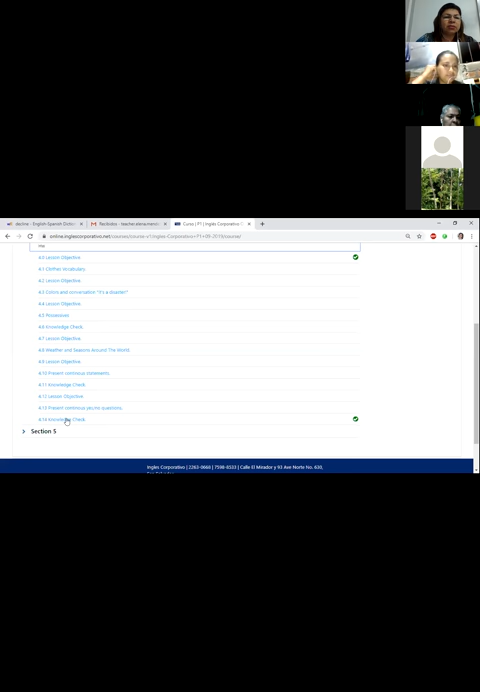 decline - English-Spanish Dicti
Recibidos - teacher.elenamend
Curso | P1 | Inglés Corporativo
online.inglescorporativo.net/courses/course-v1:Ingles-Corporativo+P1+09-2019/course/
4.0 Lesson Objective.
4.1 Clothes Vocabulary.
4.2 Lesson Objective.
4.3 Colors and conversation "It's a disaster."
4.4 Lesson Objective.
4.5 Possessives
4.6 Knowledge Check.
4.7 Lesson Objective.
4.8 Weather and Seasons Around The World.
4.9 Lesson Objective.
4.10 Present continuous statements.
4.11 Knowledge Check.
4.12 Lesson Objective.
4.13 Present continous yes/no questions.
4.14 Knowledge Check.
Section 5
Ingles Corporativo | 2263-0668 | 7598-8533 | Calle El Mirador y 93 Ave Norte No. 630,